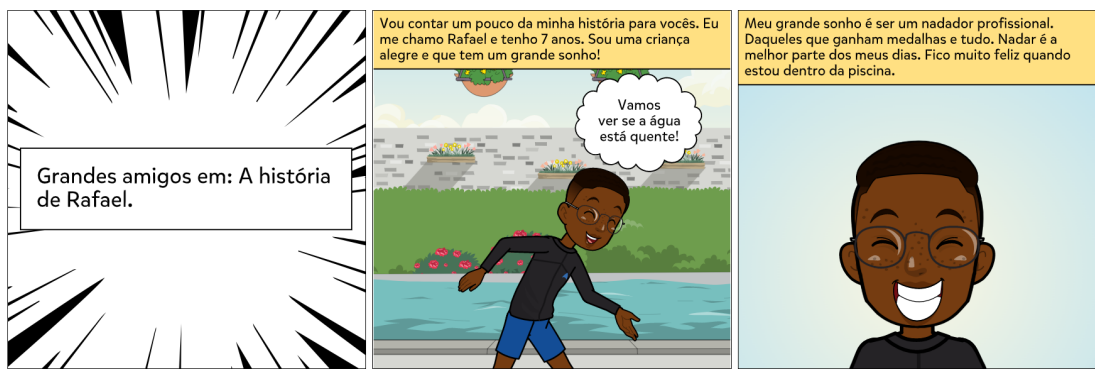 Grandes amigos em: A história
de Rafael.
Vou contar um pouco da minha história para vocês. Eu
me chamo Rafael e tenho 7 anos. Sou uma criança
alegre e que tem um grande sonho!
Vamos
ver se a água
está quente!
Meu grande sonho é ser um nadador profissional.
Daqueles que ganham medalhas e tudo. Nadar é a
melhor parte dos meus dias. Fico muito feliz quando
estou dentro da piscina.